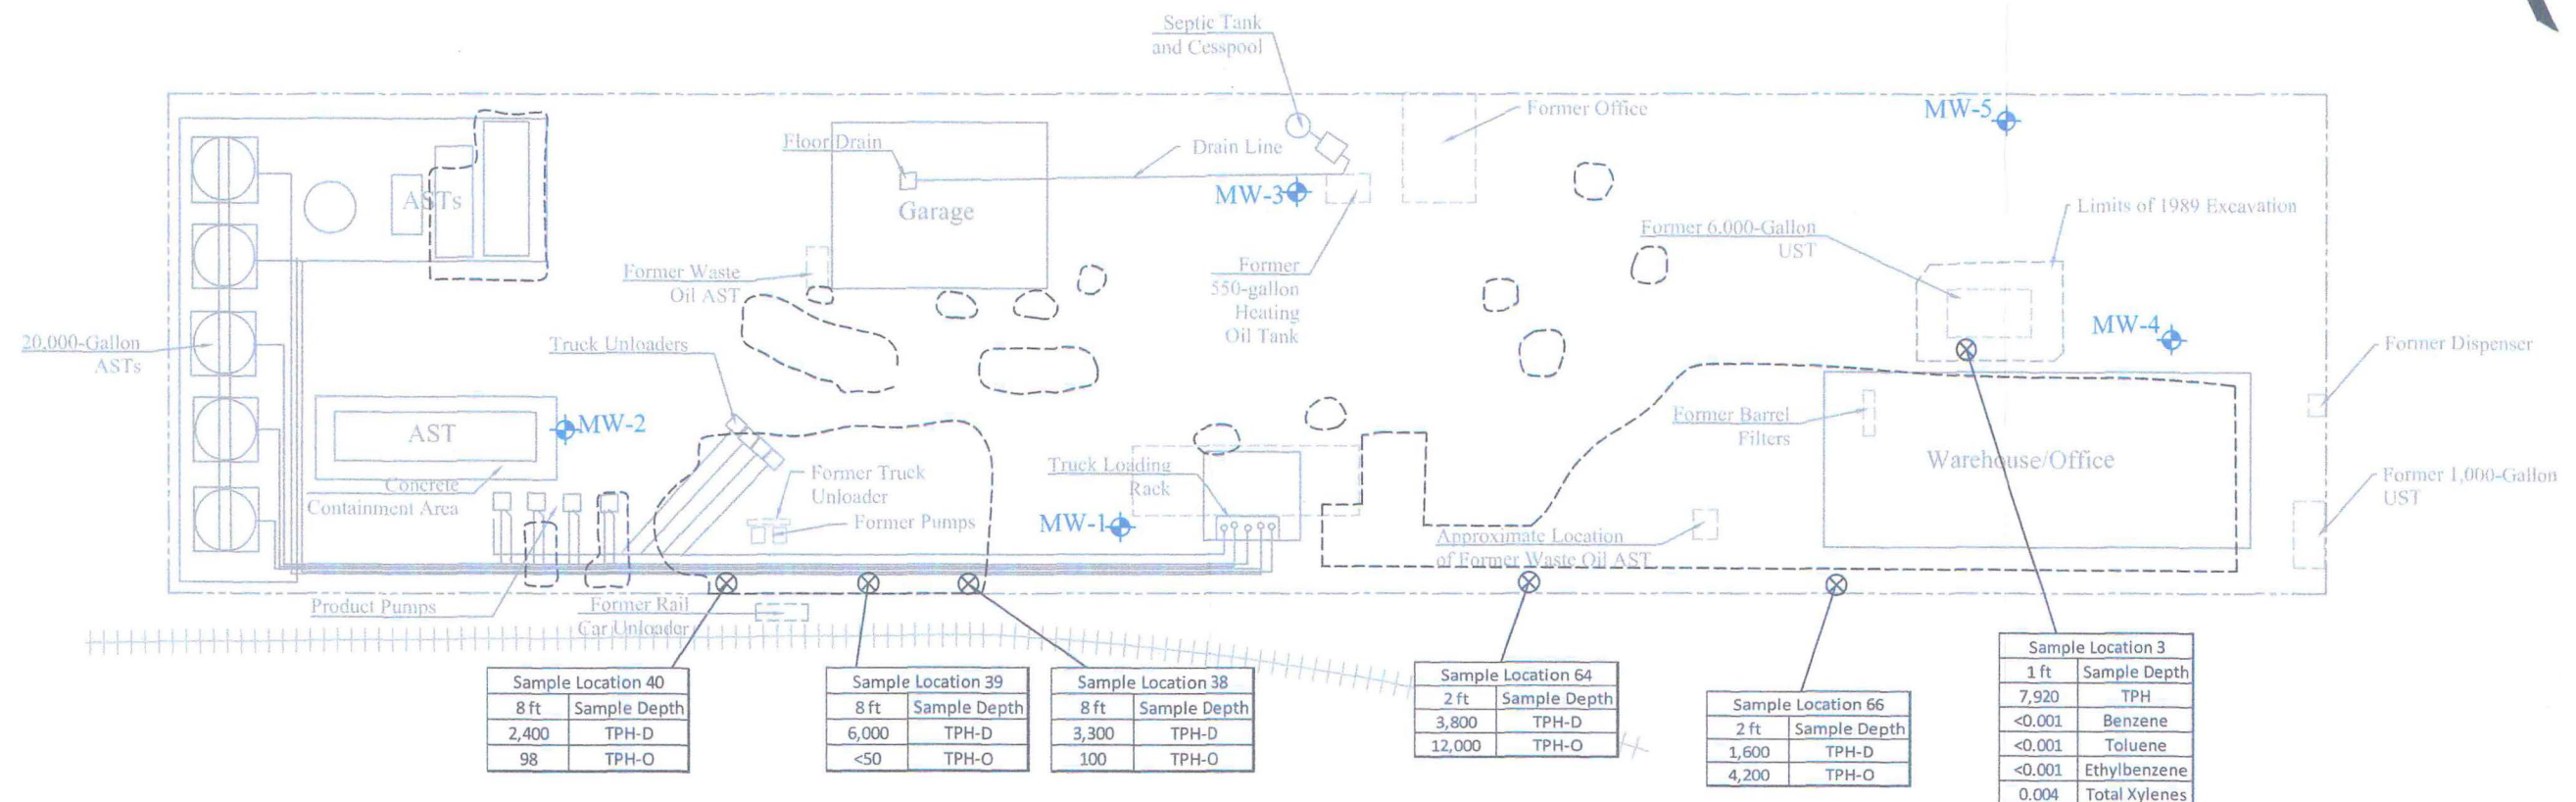 Septic Tank
and Cesspool
Former Office
MW-5
Floor Drain
Drain Line
ASTs
Garage
MW-3
Limits of 1989 Excavation
Former 6,000-Gallon
UST
Former Waste
Oil AST
Former
550-gallon
Heating
Oil Tank
MW-4
20,000-Gallon
ASTs
Truck Unloaders
Former Dispenser
AST
MW-2
Former Barrel
Filters
Warehouse/Office
Concrete
Containment Area
Former Truck
Unloader
Former Pumps
Truck Loading
Rack
MW-1
Former 1,000-Gallon
UST
Approximate Location
of Former Waste Oil AST
Product Pumps
Former Rail
Car Unloader
Sample Location 40
8 ft Sample Depth
2,400 TPH-D
98 TPH-O
Sample Location 39
8 ft Sample Depth
6,000 TPH-D
<50 TPH-O
Sample Location 38
8 ft Sample Depth
3,300 TPH-D
100 TPH-O
Sample Location 64
2 ft Sample Depth
3,800 TPH-D
12,000 TPH-O
Sample Location 66
2 ft Sample Depth
1,600 TPH-D
4,200 TPH-O
Sample Location 3
1 ft Sample Depth
7,920 TPH
<0.001 Benzene
<0.001 Toluene
<0.001 Ethylbenzene
0.004 Total Xylenes